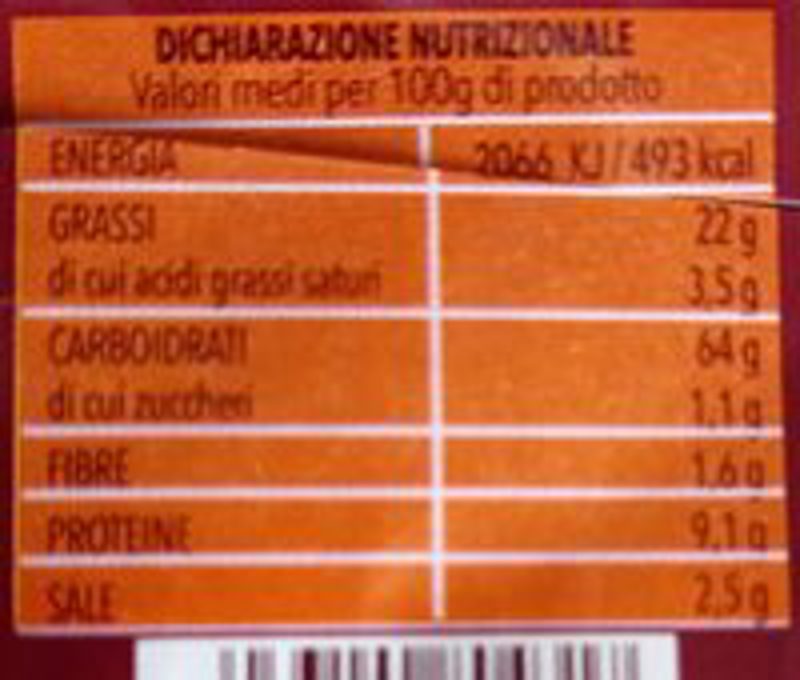 DICHIARAZIONE NUTRIZIONALE
Valori medi per 100g di prodotto
ENERGIA 2066 KJ / 493 kcal
GRASSI 22 g
di cui acidi grassi saturi 3,5 g
CARBOIDRATI 64 g
di cui zuccheri 1,1 g
FIBRE 1,6 g
PROTEINE 9,1 g
SALE 2,5 g